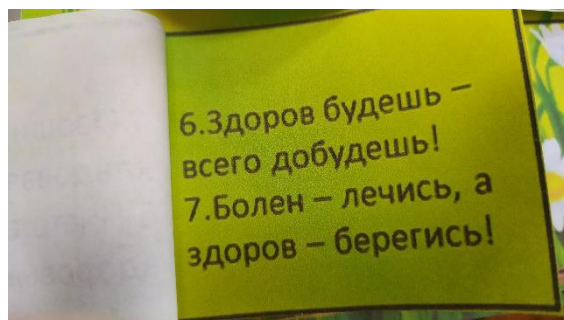 6.Здоров будешь –
всего добудешь!
7.Болен – лечись, а
здоров – берегись!